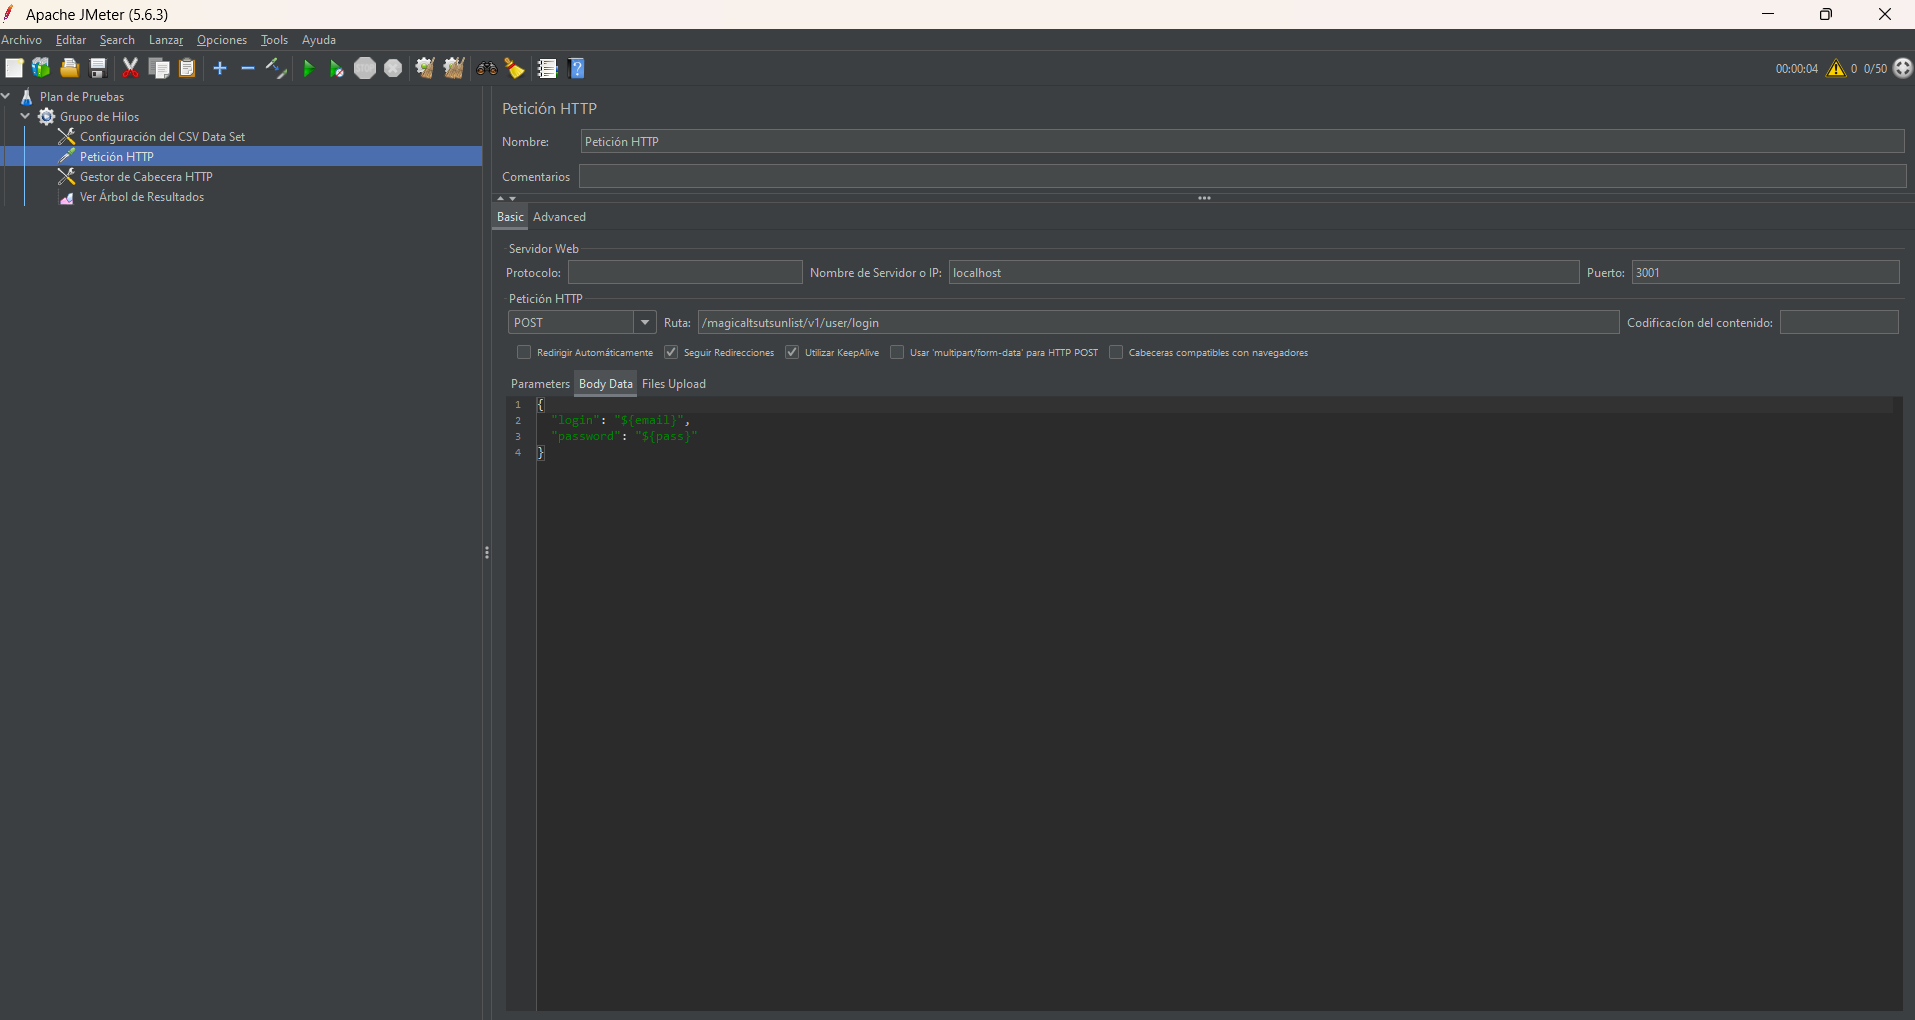 Apache JMeter (5.6.3)
Archivo Editar Search Lanzar Opciones Tools Ayuda
00:00:04 0 0/50
Plan de Pruebas
Grupo de Hilos
Configuración del CSV Data Set
Petición HTTP
Gestor de Cabecera HTTP
Ver Árbol de Resultados
Petición HTTP
Nombre: Petición HTTP
Comentarios
Basic Advanced
Servidor Web
Protocolo: Nombre de Servidor o IP: localhost Puerto: 3001
Petición HTTP
POST Ruta: /magicaltsutsunlist/v1/user/login Codificacíon del contenido:
Redirigir Automáticamente Seguir Redirecciones Utilizar KeepAlive Usar 'multipart/form-data' para HTTP POST Cabeceras compatibles con navegadores
Parameters Body Data Files Upload
1 {
2 "login": "${email}",
3 "password": "${pass}"
4 }